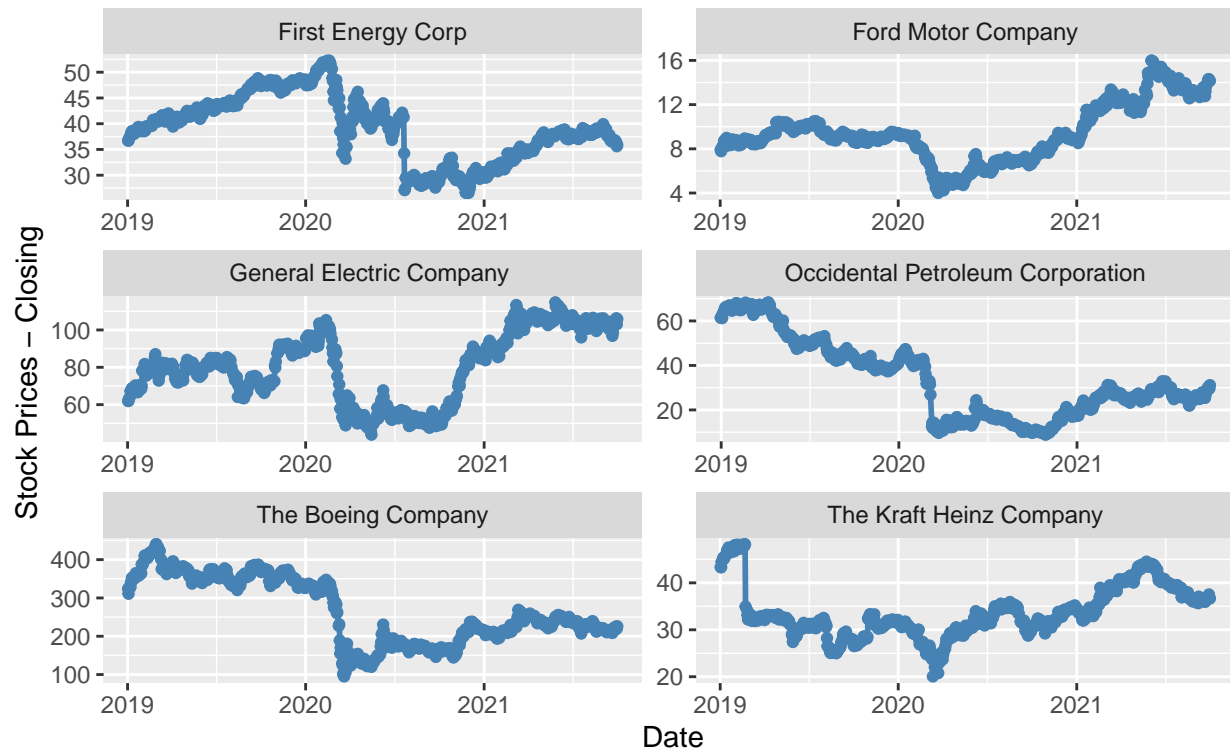 First Energy Corp
Ford Motor Company
50
45
40
35
30
16
12
8
4
2019 2020 2021
2019 2020 2021
General Electric Company
Occidental Petroleum Corporation
100
80
60
60
40
20
2019 2020 2021
2019 2020 2021
The Boeing Company
The Kraft Heinz Company
400
300
200
100
40
30
20
2019 2020 2021
2019 2020 2021
Stock Prices – Closing
Date